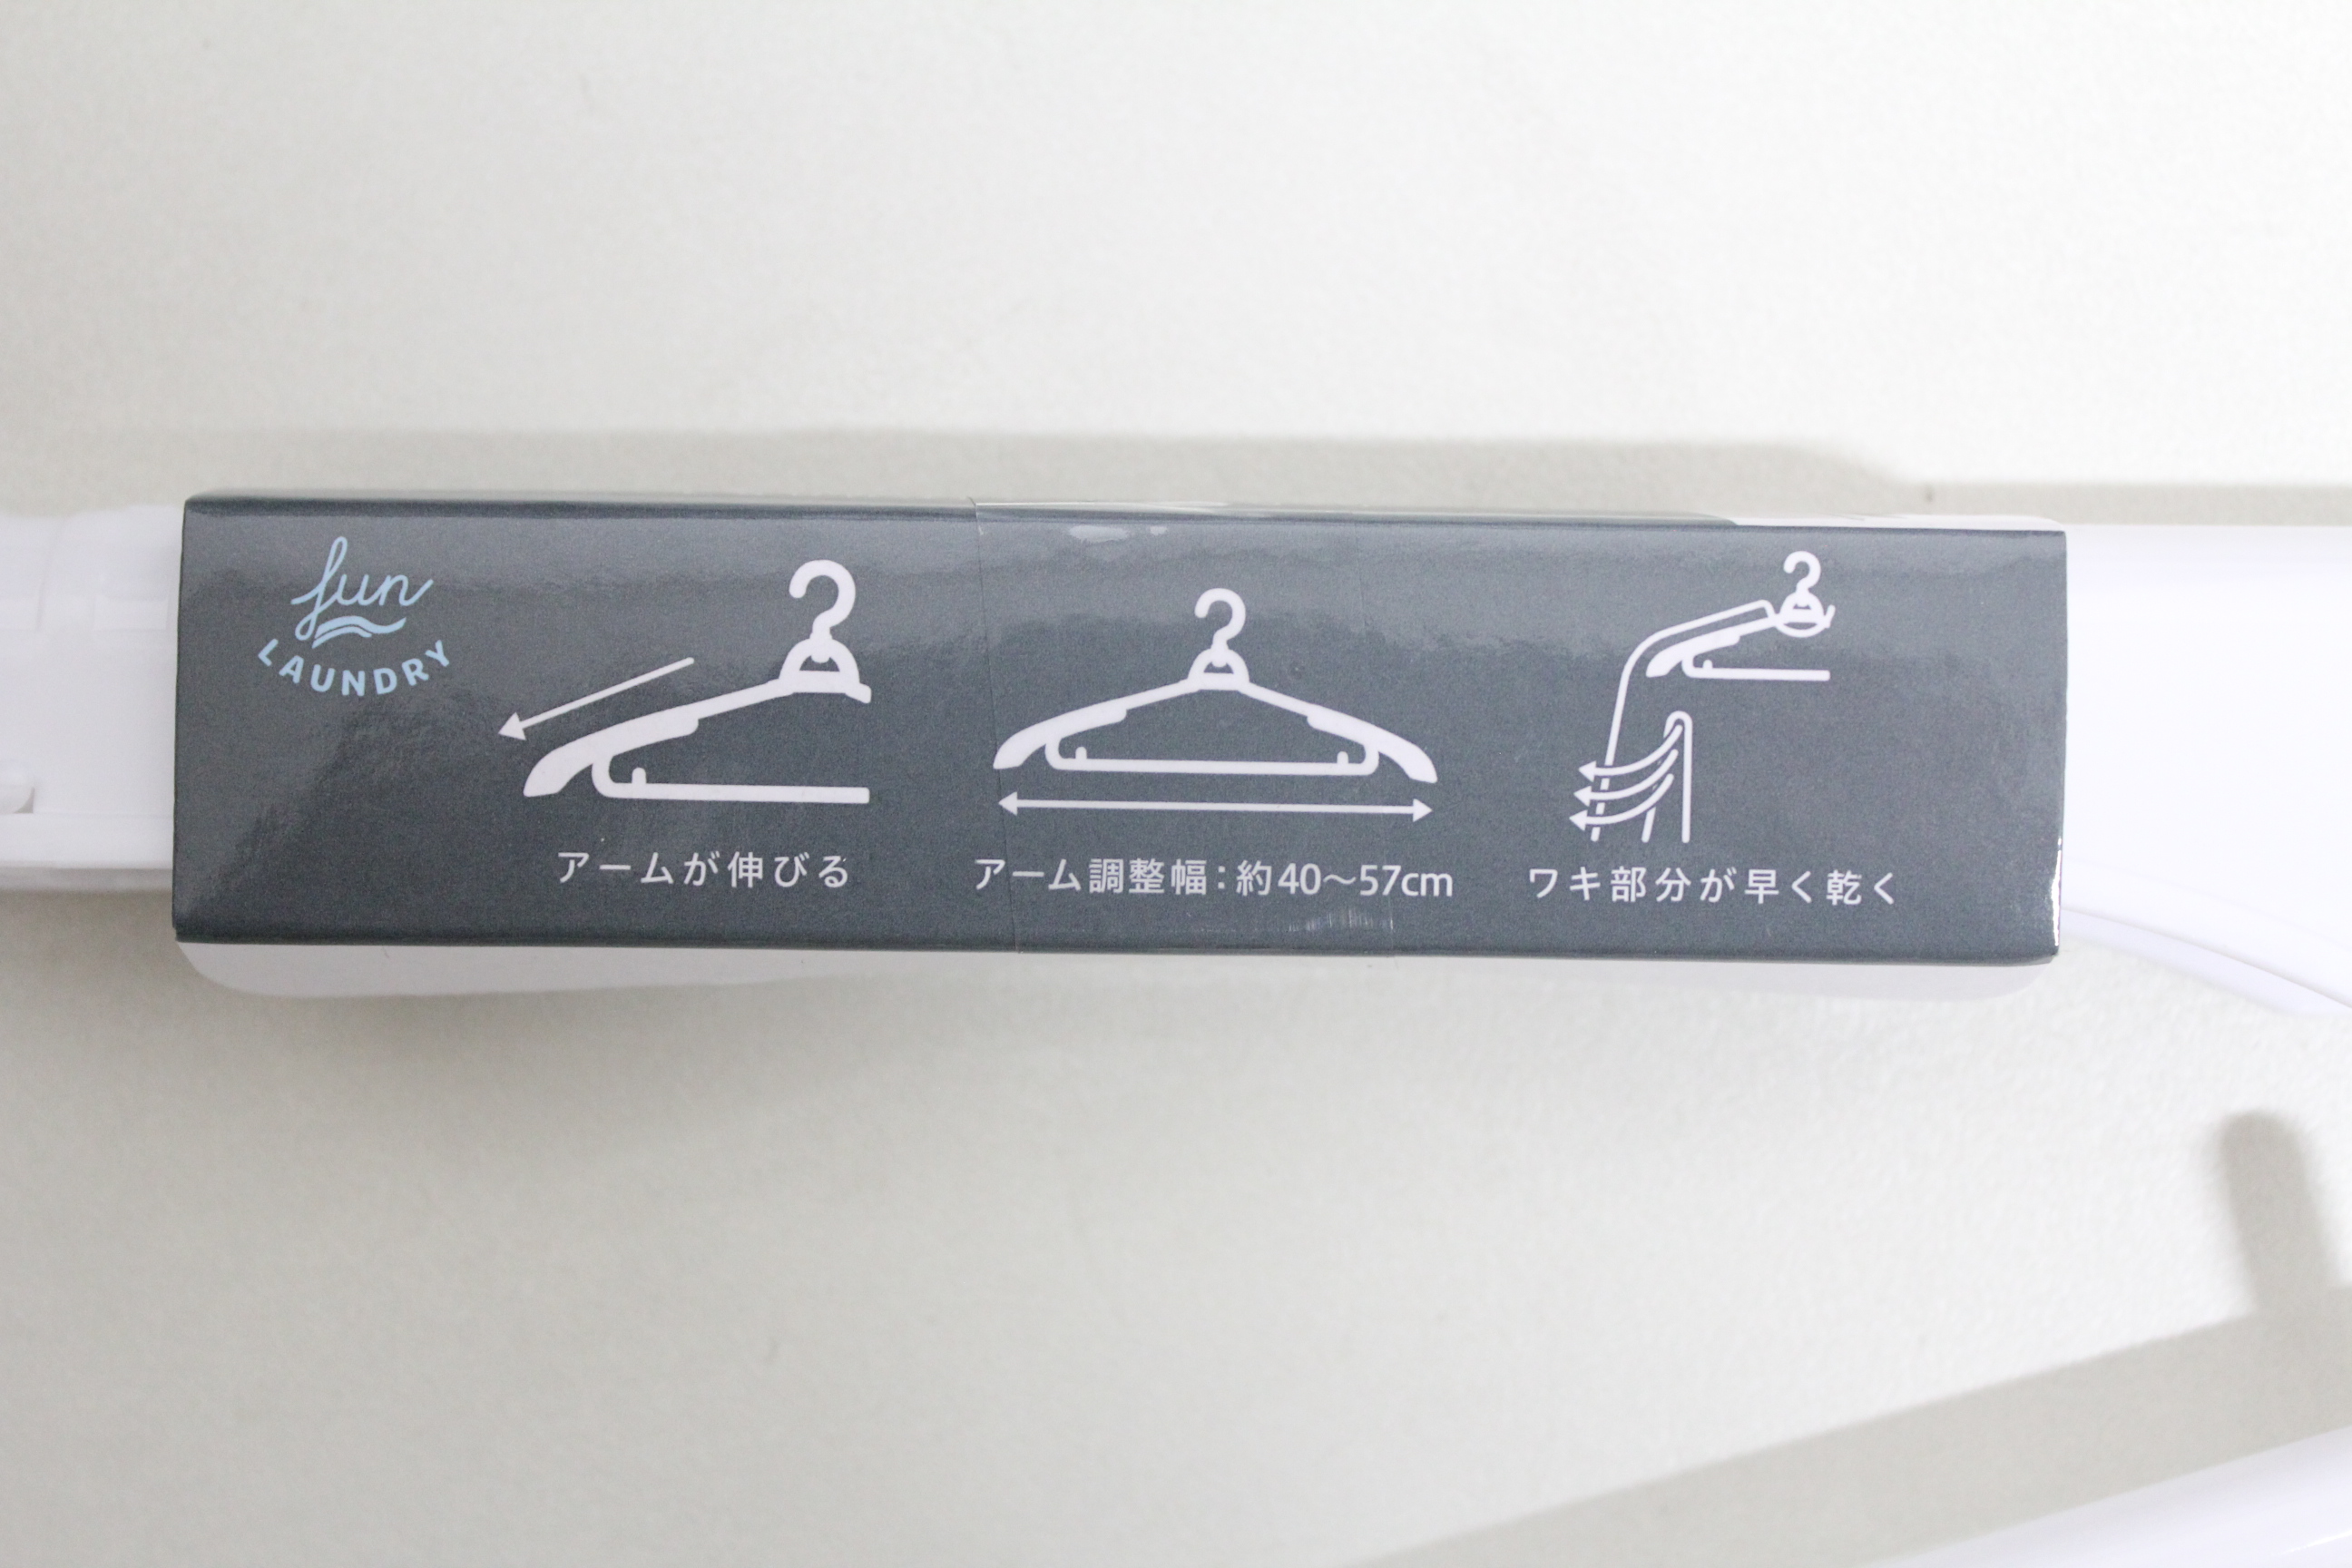 fun
LAUNDRY
アームが伸びる
アーム調整幅：約40～57cm
ワキ部分が早く乾く